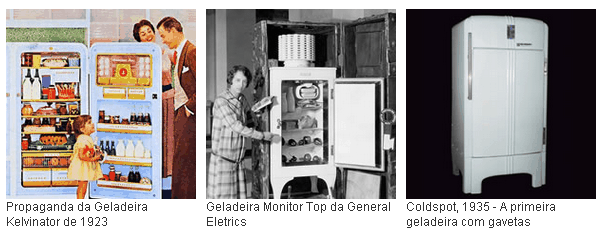 Propaganda da Geladeira
Kelvinator de 1923
Geladeira Monitor Top da General
Eletrics
Coldspot, 1935 - A primeira
geladeira com gavetas